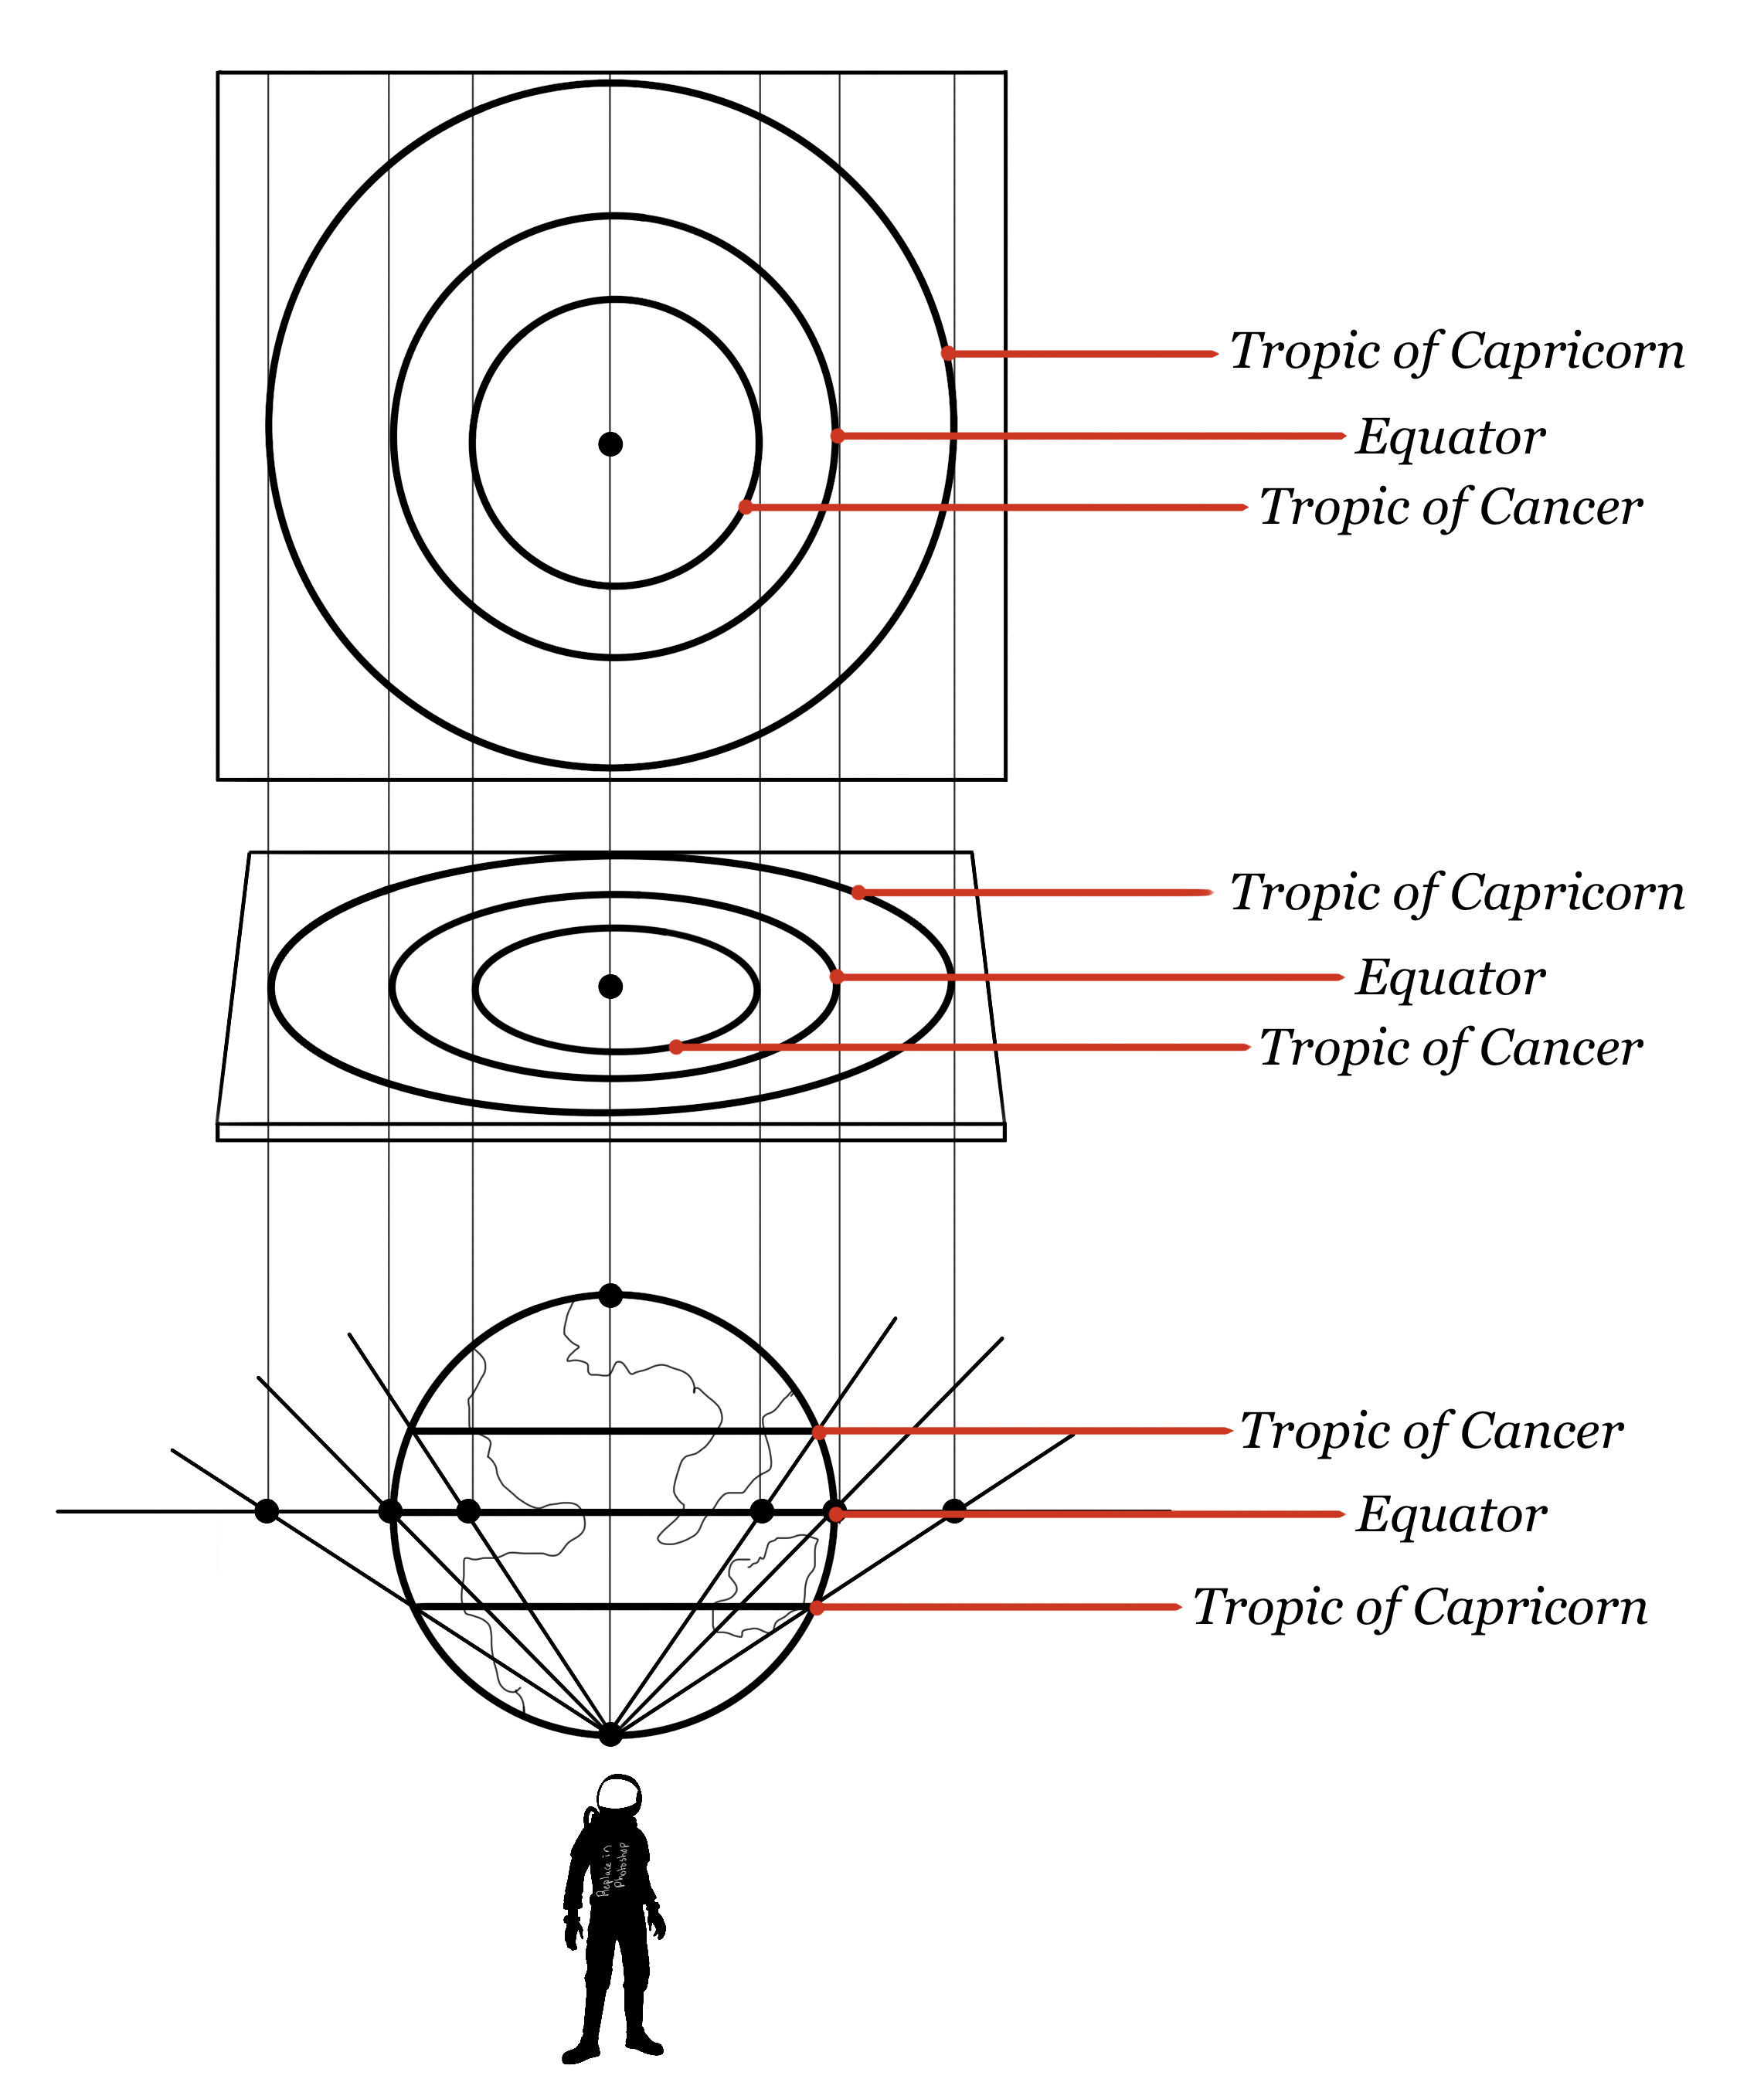 Tropic of Capricorn
Equator
Tropic of Cancer
Tropic of Capricorn
Equator
Tropic of Cancer
Tropic of Cancer
Equator
Tropic of Capricorn
Replace in
Photoshop